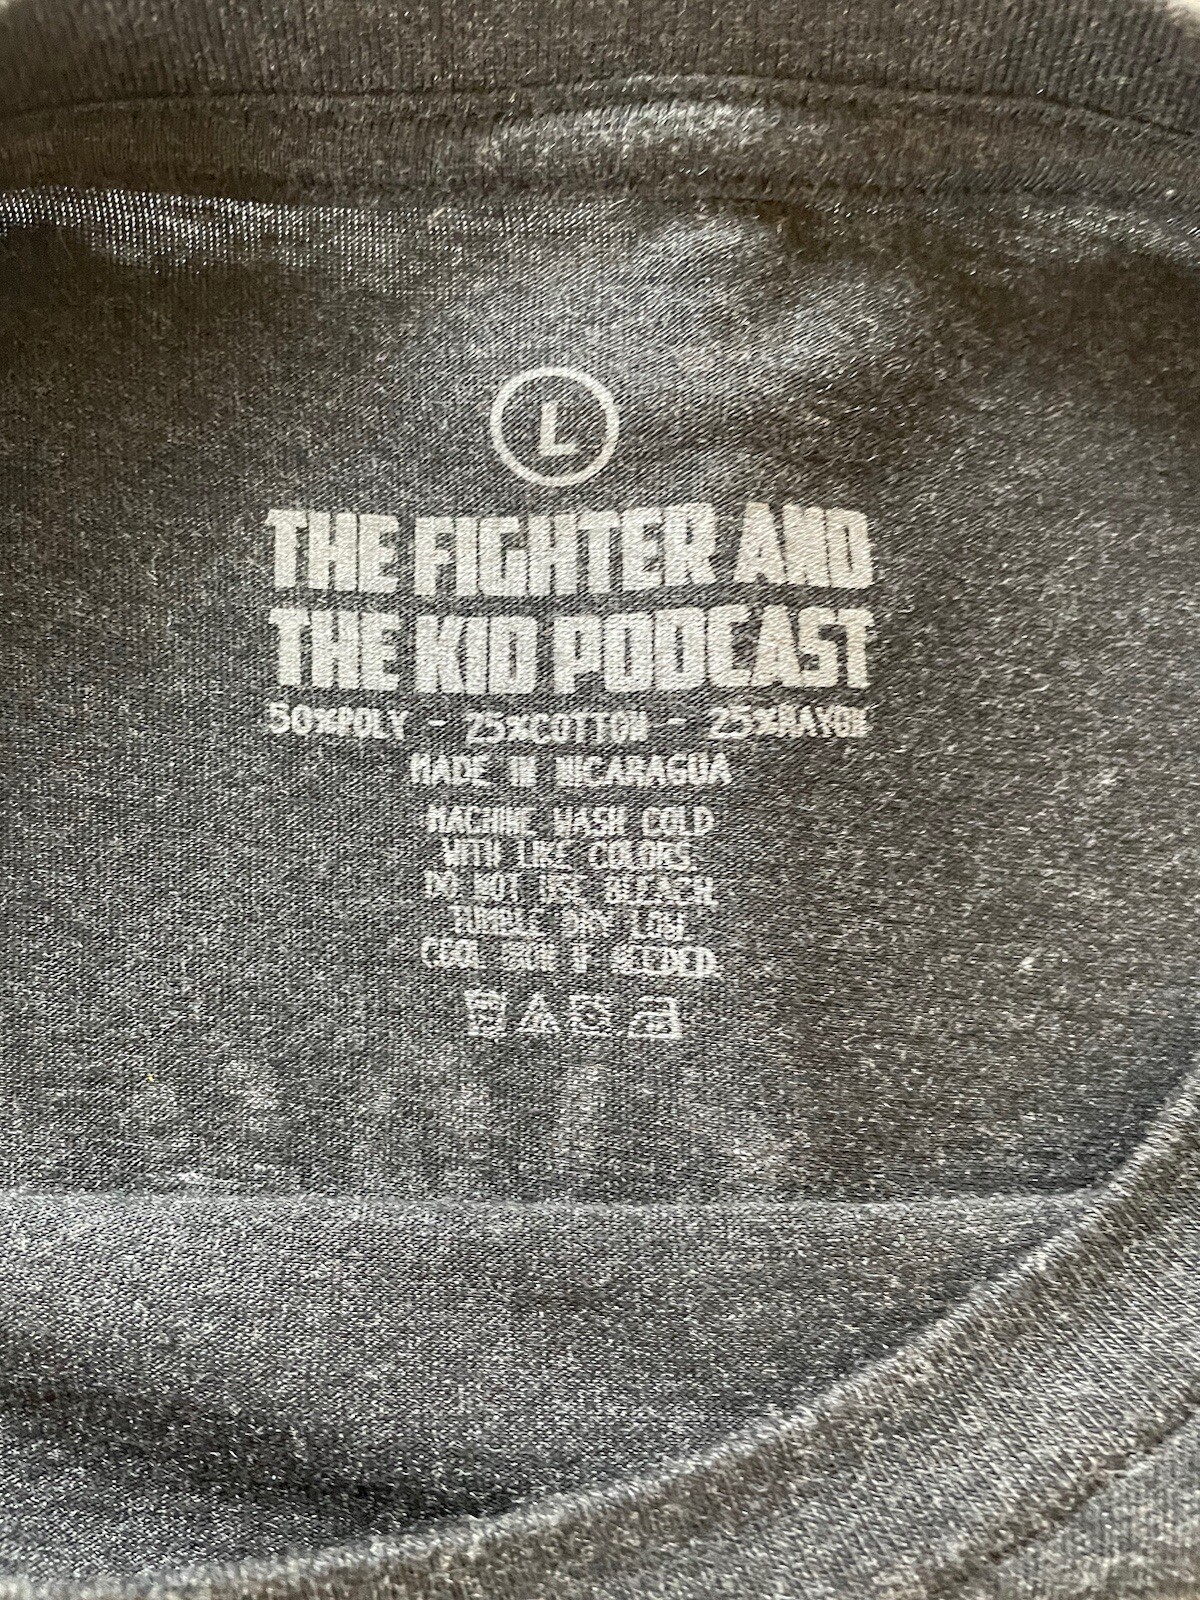 L
THE FIGHTER AND
THE KID PODCAST
50%POLY - 25%COTTON - 25%RAYON
MADE IN NICARAGUA
MACHINE WASH COLD
WITH LIKE COLORS.
DO NOT USE BLEACH.
TUMBLE DRY LOW.
COOL IRON IF NEEDED.